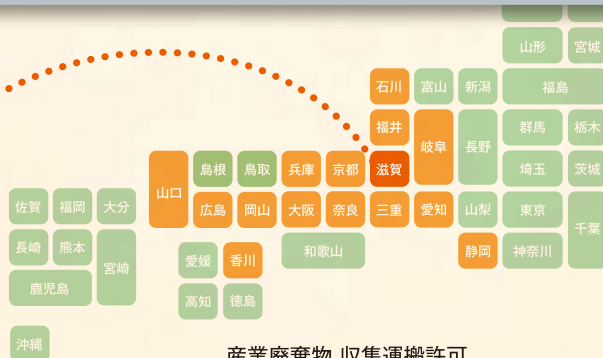 山形 宮城
石川 富山 新潟 福島
福井 岐阜 長野 群馬 栃木
山口 島根 鳥取 兵庫 京都 滋賀 埼玉 茨城
佐賀 福岡 大分 広島 岡山 大阪 奈良 三重 愛知 山梨 東京 千葉
長崎 熊本 宮崎 愛媛 香川 和歌山 静岡 神奈川
鹿児島 高知 徳島
沖縄
産業廃棄物 収集運搬許可